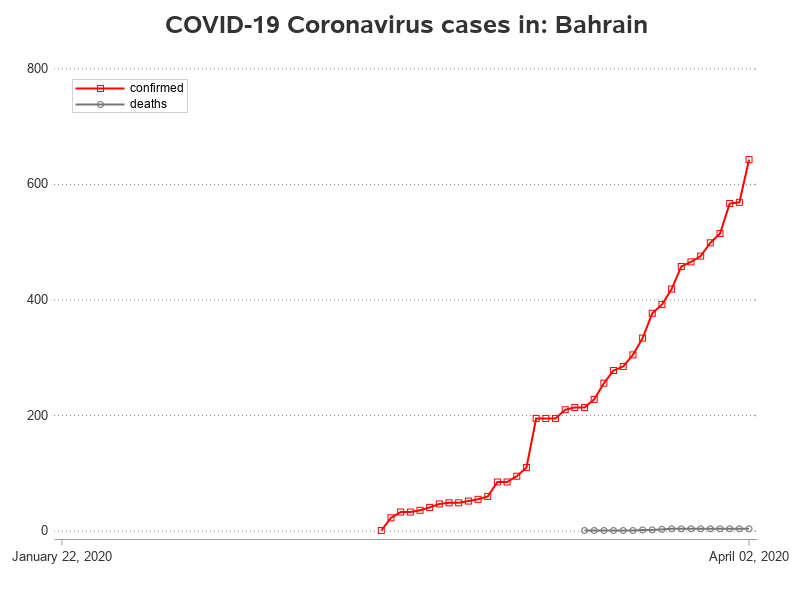 COVID-19 Coronavirus cases in: Bahrain
800
confirmed
deaths
600
400
200
0
January 22, 2020
April 02, 2020